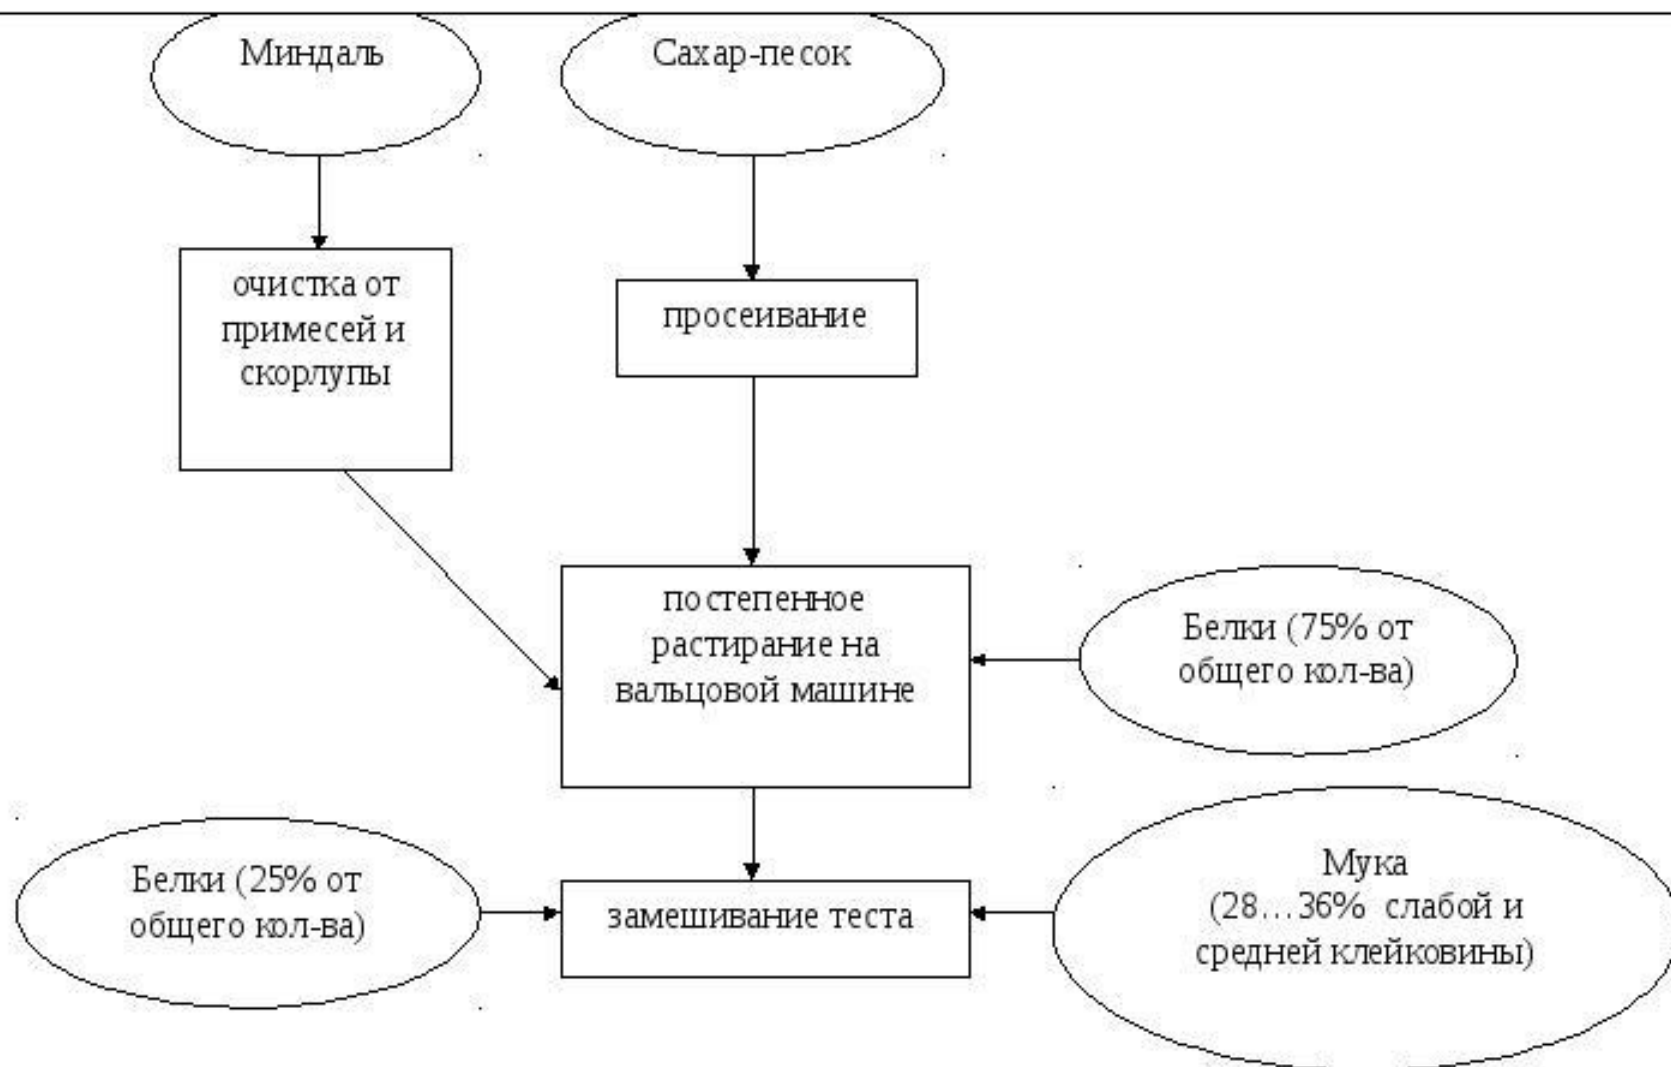 Миндаль
Сахар-песок
очистка от
примесей и
скорлупы
просеивание
постепенное
растирание на
вальцовой машине
Белки (75% от
общего кол-ва)
Белки (25% от
общего кол-ва)
замешивание теста
Мука
(28…36% слабой и
средней клейковины)